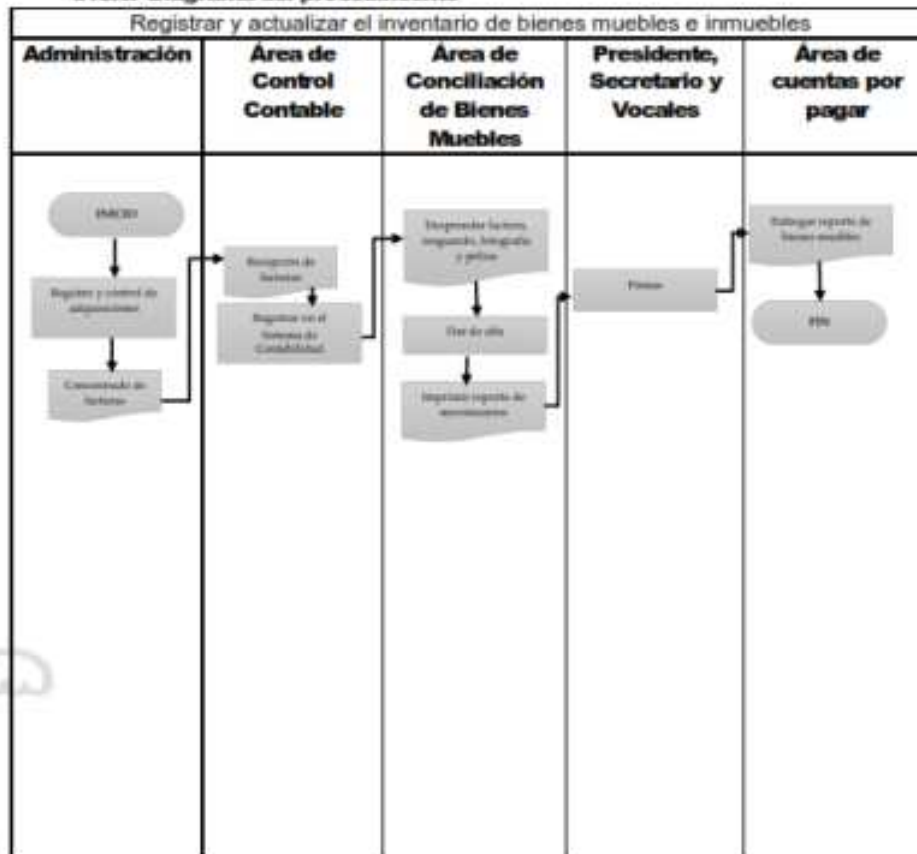 Registrar y actualizar el inventario de bienes muebles e inmuebles
Administración
Área de
Control
Contable
Área de
Conciliación
de Bienes
Muebles
Presidente,
Secretario y
Vocales
Área de
cuentas por
pagar
INICIO
Registro y control de
adquisiciones
Concentrado de
facturas
Recepción de
facturas
Registrar en el
Sistema de
Contabilidad
factura,
resguardo, fotografía
y póliza
Dar de alta
Imprimir reporte de
movimientos
Firmar
Entregar reporte de
bienes muebles
FIN